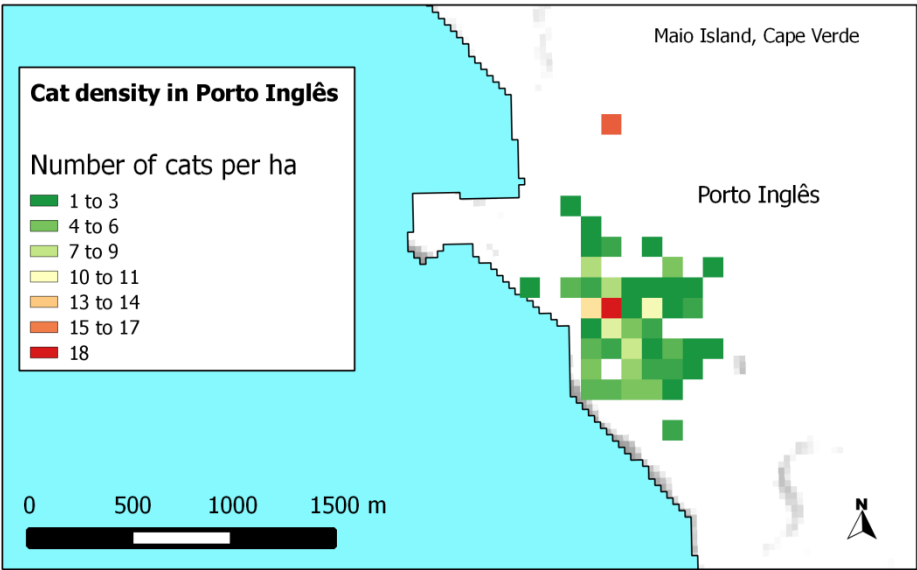 Maio Island, Cape Verde
Cat density in Porto Inglês
Number of cats per ha
1 to 3
4 to 6
7 to 9
10 to 11
13 to 14
15 to 17
18
Porto Inglês
0 500 1000 1500 m
N